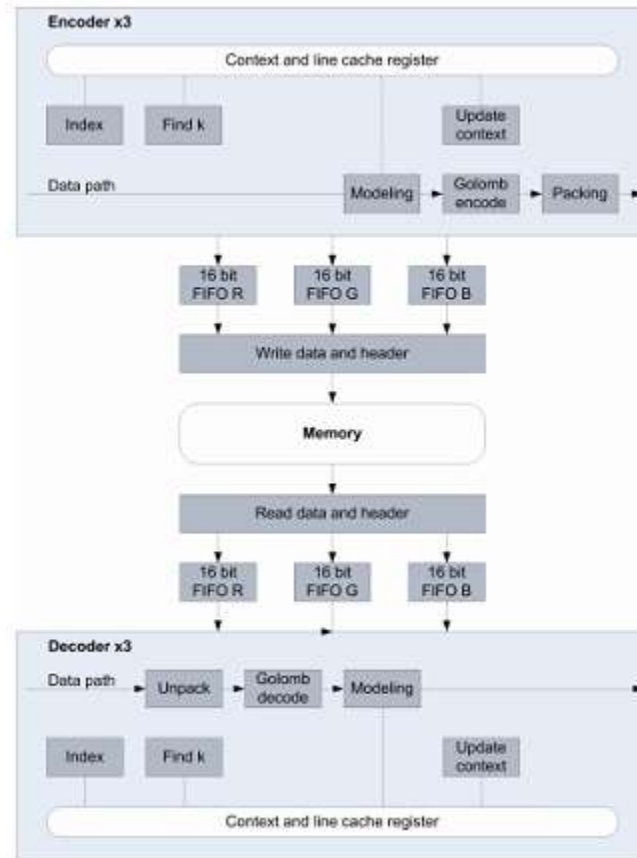 Encoder x3
Context and line cache register
Index
Find k
Update
context
Data path
Modeling
Golomb
encode
Packing
16 bit
FIFO R
16 bit
FIFO G
16 bit
FIFO B
Write data and header
Memory
Read data and header
16 bit
FIFO R
16 bit
FIFO G
16 bit
FIFO B
Decoder x3
Data path
Unpack
Golomb
decode
Modeling
Index
Find k
Update
context
Context and line cache register